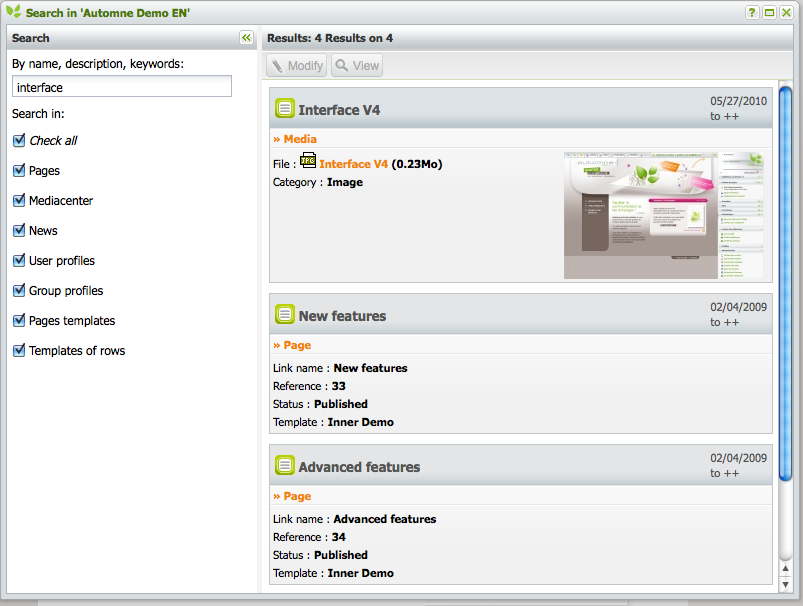 Search in 'Automne Demo EN'
Search
By name, description, keywords:
interface
Search in:
Check all
Pages
Mediacenter
News
User profiles
Group profiles
Pages templates
Templates of rows
Results: 4 Results on 4
Modify View
Interface V4 05/27/2010
to ++
» Media
File : JPG Interface V4 (0.23Mo)
Category : Image
New features 02/04/2009
to ++
» Page
Link name : New features
Reference : 33
Status : Published
Template : Inner Demo
Advanced features 02/04/2009
to ++
» Page
Link name : Advanced features
Reference : 34
Status : Published
Template : Inner Demo